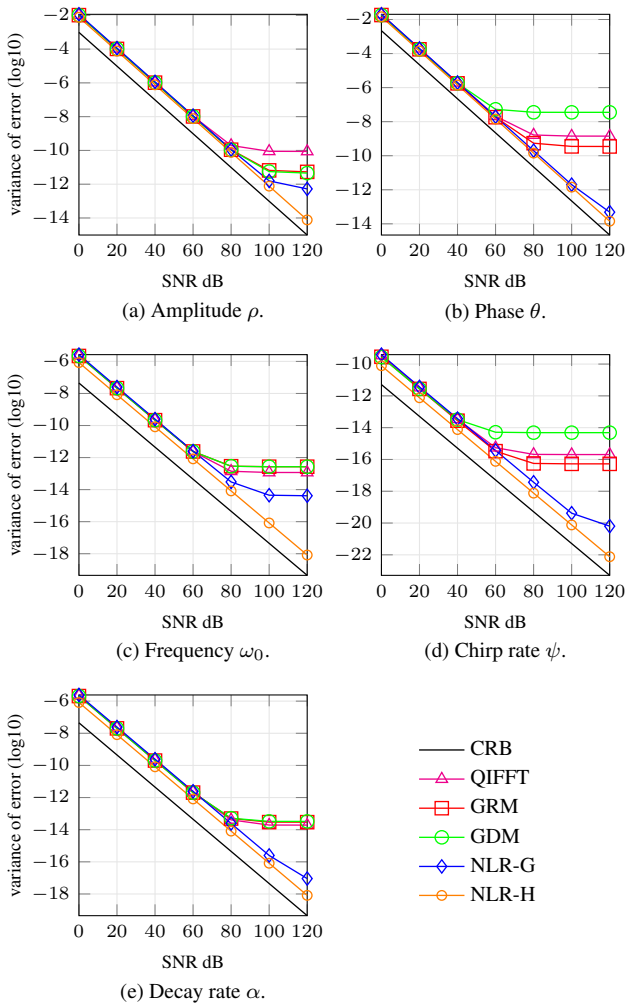 −2
−4
−6
−8
−10
−12
−14
variance of error (log10)
0 20 40 60 80 100 120
SNR dB
(a) Amplitude ρ.
−2
−4
−6
−8
−10
−12
−14
0 20 40 60 80 100 120
SNR dB
(b) Phase θ.
−6
−8
−10
−12
−14
−16
−18
variance of error (log10)
0 20 40 60 80 100 120
SNR dB
(c) Frequency ω₀.
−10
−12
−14
−16
−18
−20
−22
0 20 40 60 80 100 120
SNR dB
(d) Chirp rate ψ.
−6
−8
−10
−12
−14
−16
−18
variance of error (log10)
0 20 40 60 80 100 120
SNR dB
(e) Decay rate α.
CRB
QIFFT
GRM
GDM
NLR-G
NLR-H